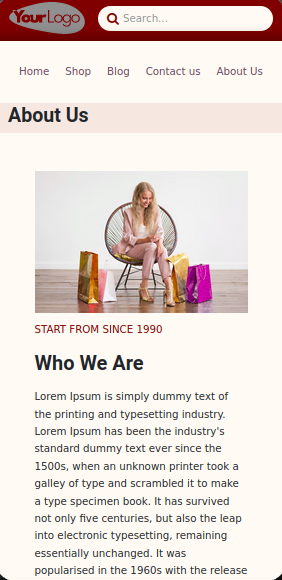 YourLogo
Search...
Home Shop Blog Contact us About Us
About Us
START FROM SINCE 1990
Who We Are
Lorem Ipsum is simply dummy text of
the printing and typesetting industry.
Lorem Ipsum has been the industry's
standard dummy text ever since the
1500s, when an unknown printer took a
galley of type and scrambled it to make
a type specimen book. It has survived
not only five centuries, but also the leap
into electronic typesetting, remaining
essentially unchanged. It was
popularised in the 1960s with the release